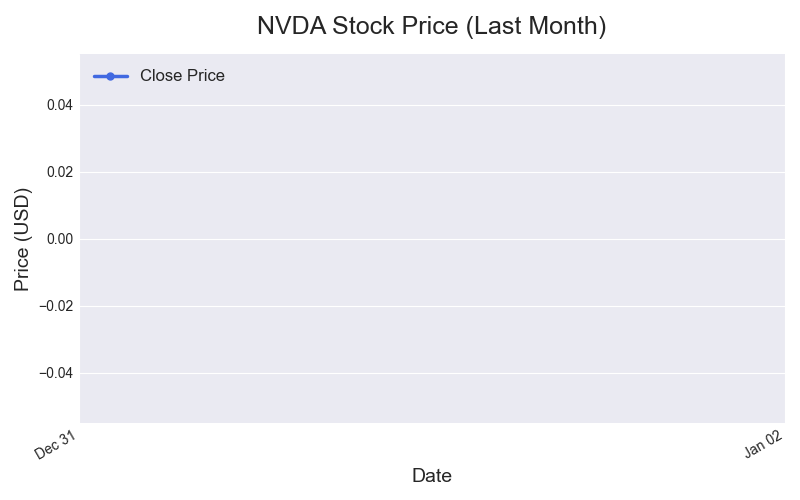 NVDA Stock Price (Last Month)
Close Price
0.04
0.02
0.00
−0.02
−0.04
Price (USD)
Dec 31
Jan 02
Date